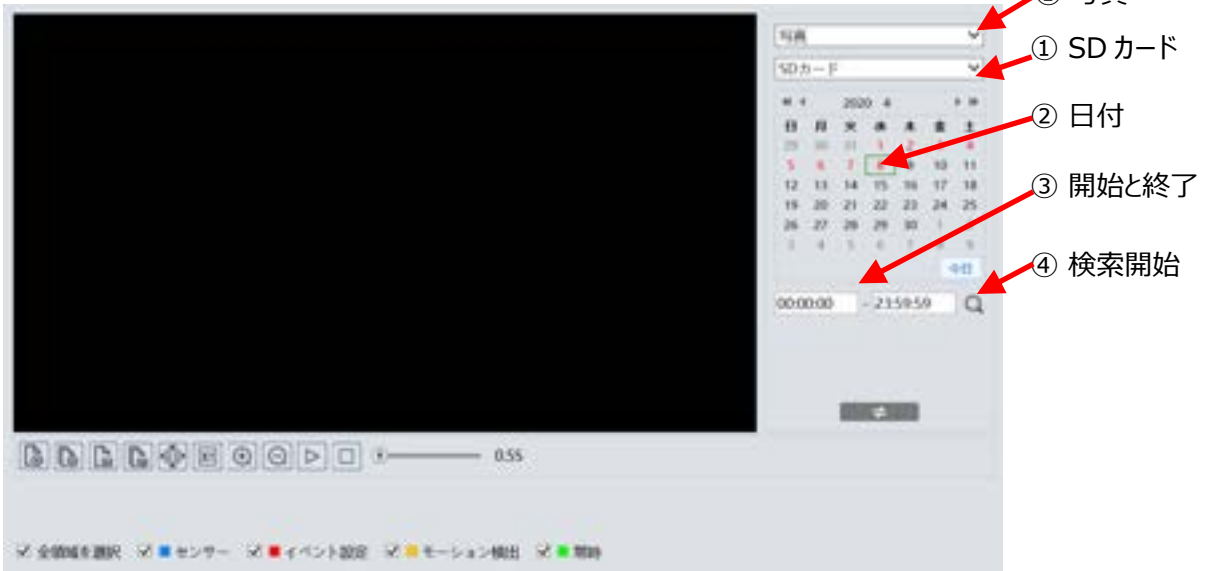 写真
① SD カード
SDカード
2020 4
② 日付
日 月 火 水 木 金 土
29 30 31 1 2 3 4
5 6 7 8 9 10 11
12 13 14 15 16 17 18
③ 開始と終了
19 20 21 22 23 24 25
26 27 28 29 30 1
3 4 5 6 7 8 9
今日
④ 検索開始
00:00:00 - 23:59:59
0.5S
全領域を選択 センサー イベント設定 モーション検出 常時